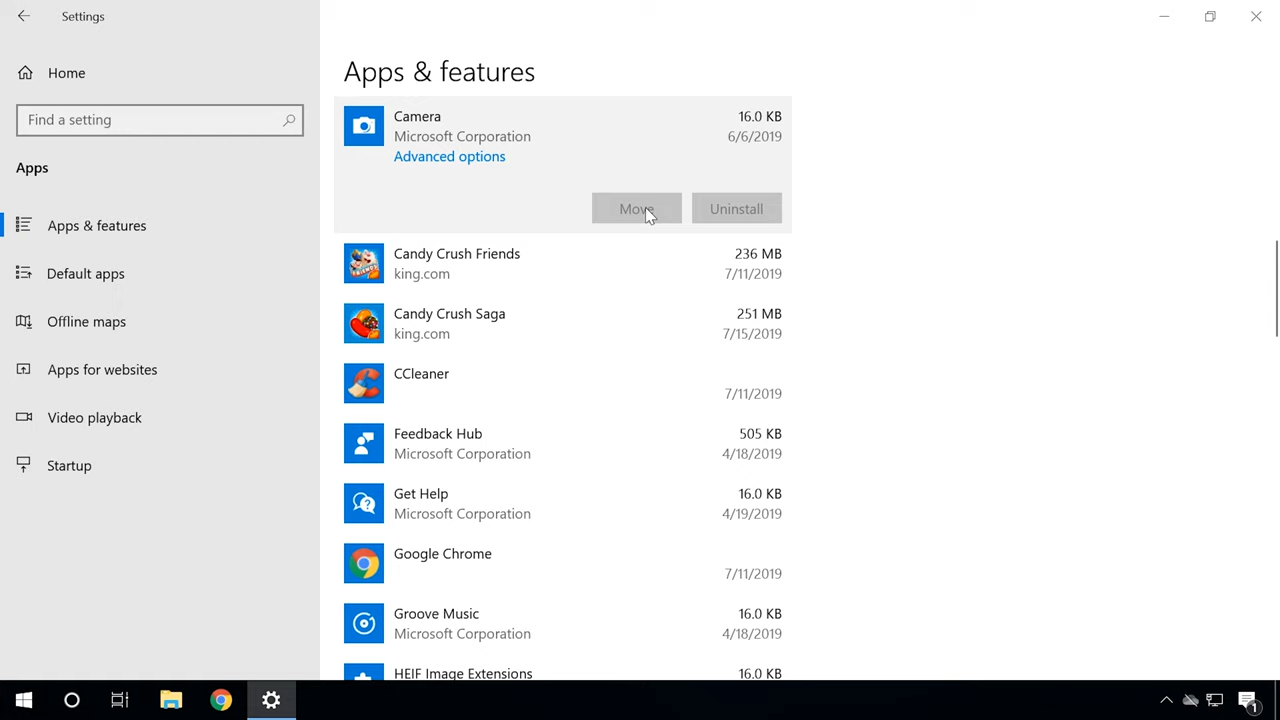 Settings
Home
Find a setting
Apps
Apps & features
Default apps
Offline maps
Apps for websites
Video playback
Startup
Apps & features
Camera 16.0 KB
Microsoft Corporation 6/6/2019
Advanced options
Move Uninstall
Candy Crush Friends 236 MB
king.com 7/11/2019
Candy Crush Saga 251 MB
king.com 7/15/2019
CCleaner
7/11/2019
Feedback Hub 505 KB
Microsoft Corporation 4/18/2019
Get Help 16.0 KB
Microsoft Corporation 4/19/2019
Google Chrome
7/11/2019
Groove Music 16.0 KB
Microsoft Corporation 4/18/2019
HEIF Image Extensions 16.0 KB
1